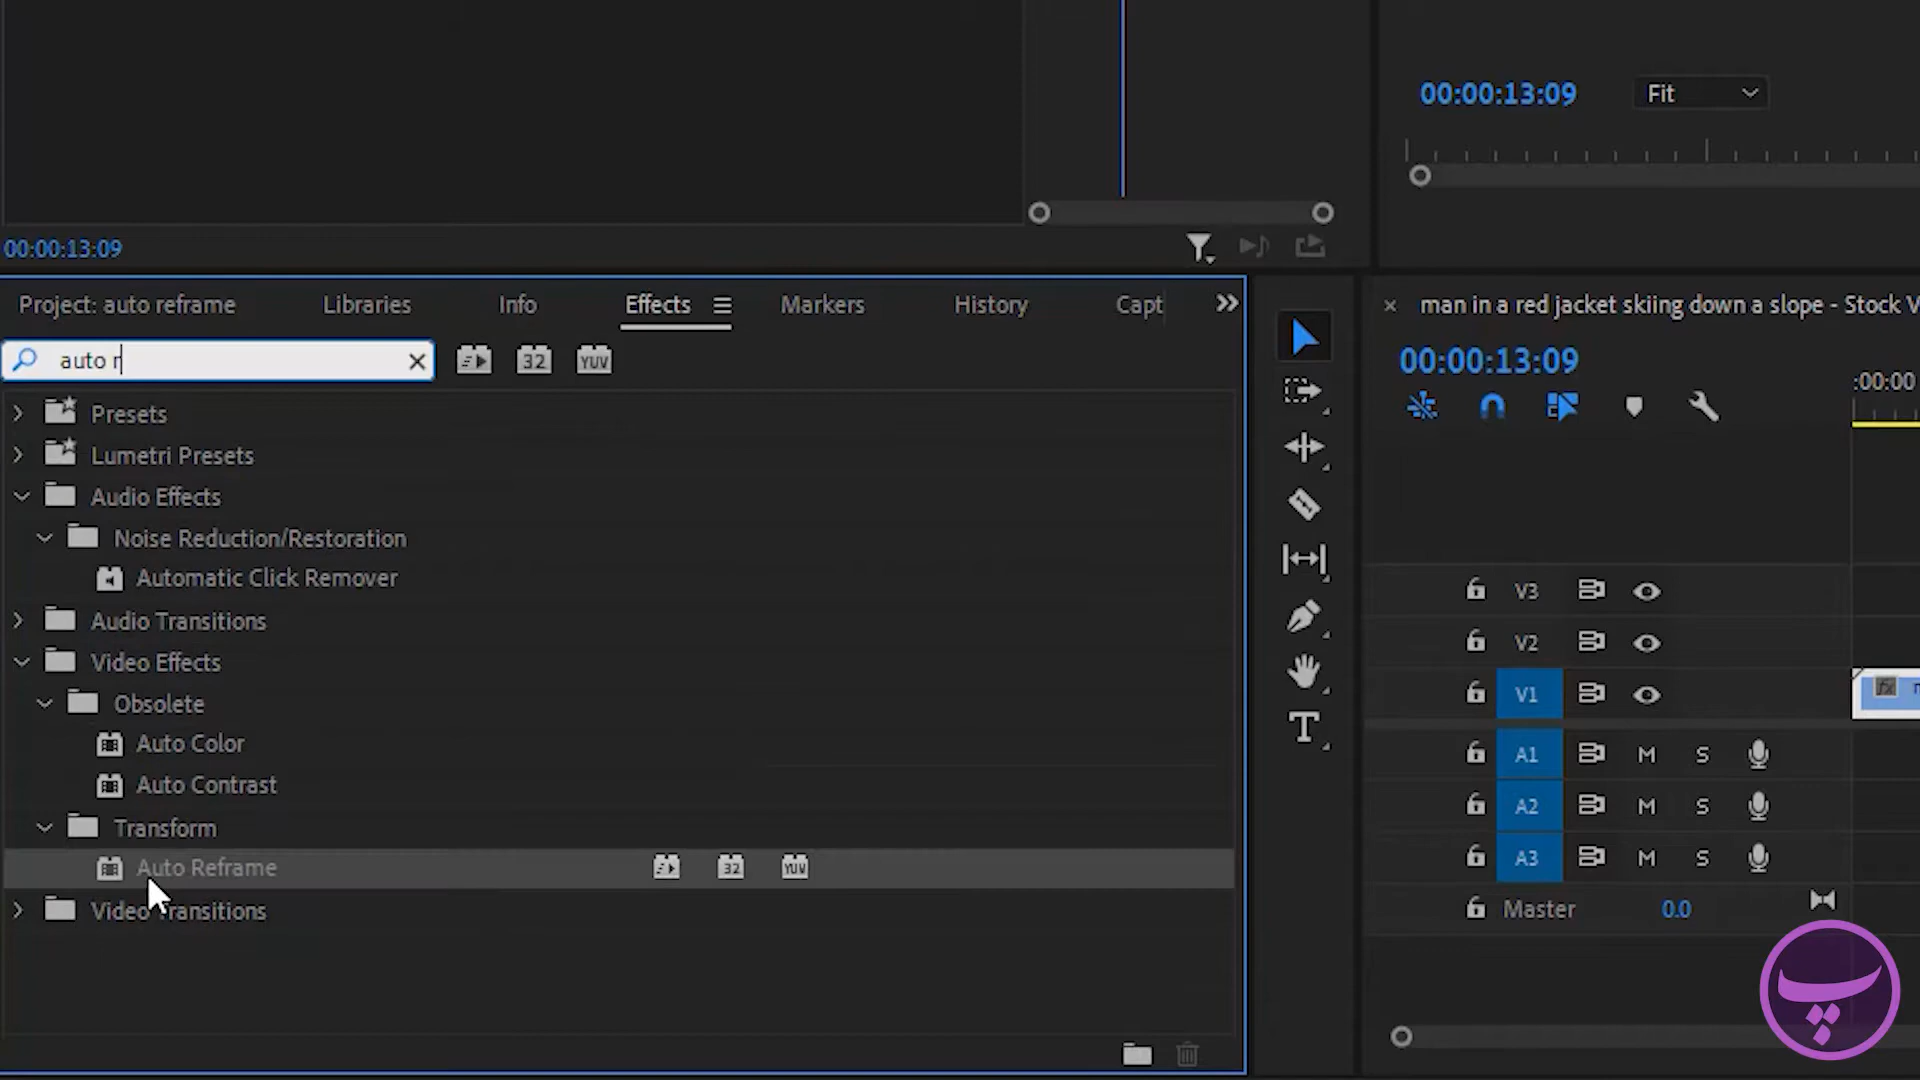 00:00:13:09
Fit
00:00:13:09
Project: auto reframe
Libraries
Info
Effects
Markers
History
Capt
auto r
32
YUV
Presets
Lumetri Presets
Audio Effects
Noise Reduction/Restoration
Automatic Click Remover
Audio Transitions
Video Effects
Obsolete
Auto Color
Auto Contrast
Transform
Auto Reframe
32
YUV
Video Transitions
man in a red jacket skiing down a slope - Stock V
00:00:13:09
:00:00
V3
V2
V1
fx
A1
M
S
A2
M
S
A3
M
S
Master
0.0
پ